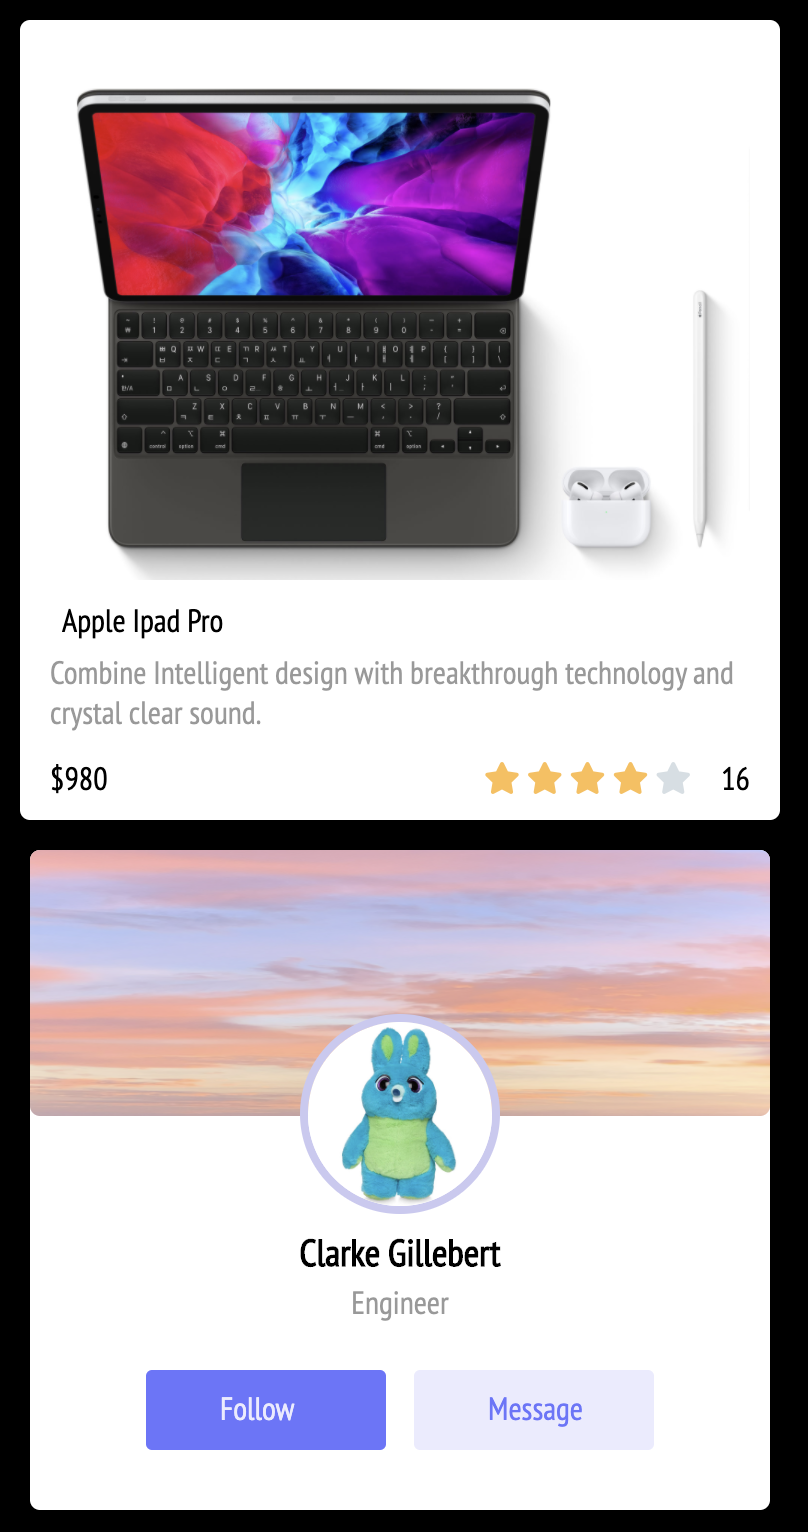 Apple Ipad Pro
Combine Intelligent design with breakthrough technology and
crystal clear sound.
$980 16
Clarke Gillebert
Engineer
Follow Message